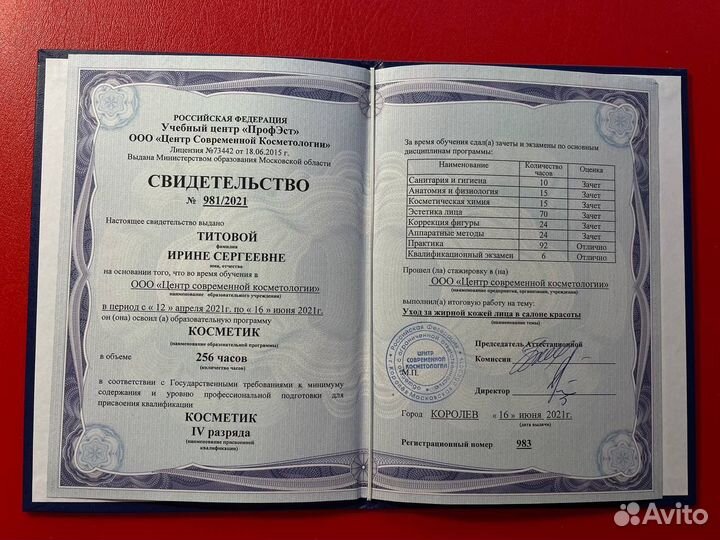 РОССИЙСКАЯ ФЕДЕРАЦИЯ
Учебный центр «ПрофЭст»
ООО «Центр Современной Косметологии»
Лицензия №73442 от 18.06.2015 г.
Выдана Министерством образования Московской области
СВИДЕТЕЛЬСТВО
№ 981/2021
Настоящее свидетельство выдано
ТИТОВОЙ
фамилия
ИРИНЕ СЕРГЕЕВНЕ
имя, отчество
на основании того, что во время обучения в
ООО «Центр современной косметологии»
(наименование образовательного учреждения)
в период с « 12 » апреля 2021г. по « 16 » июня 2021г.
он (она) освоил (а) образовательную программу
КОСМЕТИК
(наименование образовательной программы)
в объеме 256 часов
(количество часов)
в соответствии с Государственными требованиями к минимуму
содержания и уровню профессиональной подготовки для
присвоения квалификации
КОСМЕТИК
IV разряда
(наименование присвоенной
квалификации)
За время обучения сдал(а) зачеты и экзамены по основным
дисциплинам программы:
Наименование Количество часов Оценка
Санитария и гигиена 10 Зачет
Анатомия и физиология 15 Зачет
Косметическая химия 15 Зачет
Эстетика лица 70 Зачет
Коррекция фигуры 24 Зачет
Аппаратные методы 24 Зачет
Практика 92 Отлично
Квалификационный экзамен 6 Отлично
Прошел (ла) стажировку в (на)
ООО «Центр современной косметологии»
(наименование предприятия, организации, учреждения)
выполнил(а) итоговую работу на тему:
Уход за жирной кожей лица в салоне красоты
(наименование темы)
Председатель Аттестационной
Комиссии
М.П.
ЦЕНТР
СОВРЕМЕННОЙ
КОСМЕТОЛОГИИ
Директор
Город КОРОЛЕВ « 16 » июня 2021г.
(дата выдачи)
Регистрационный номер 983
Avito